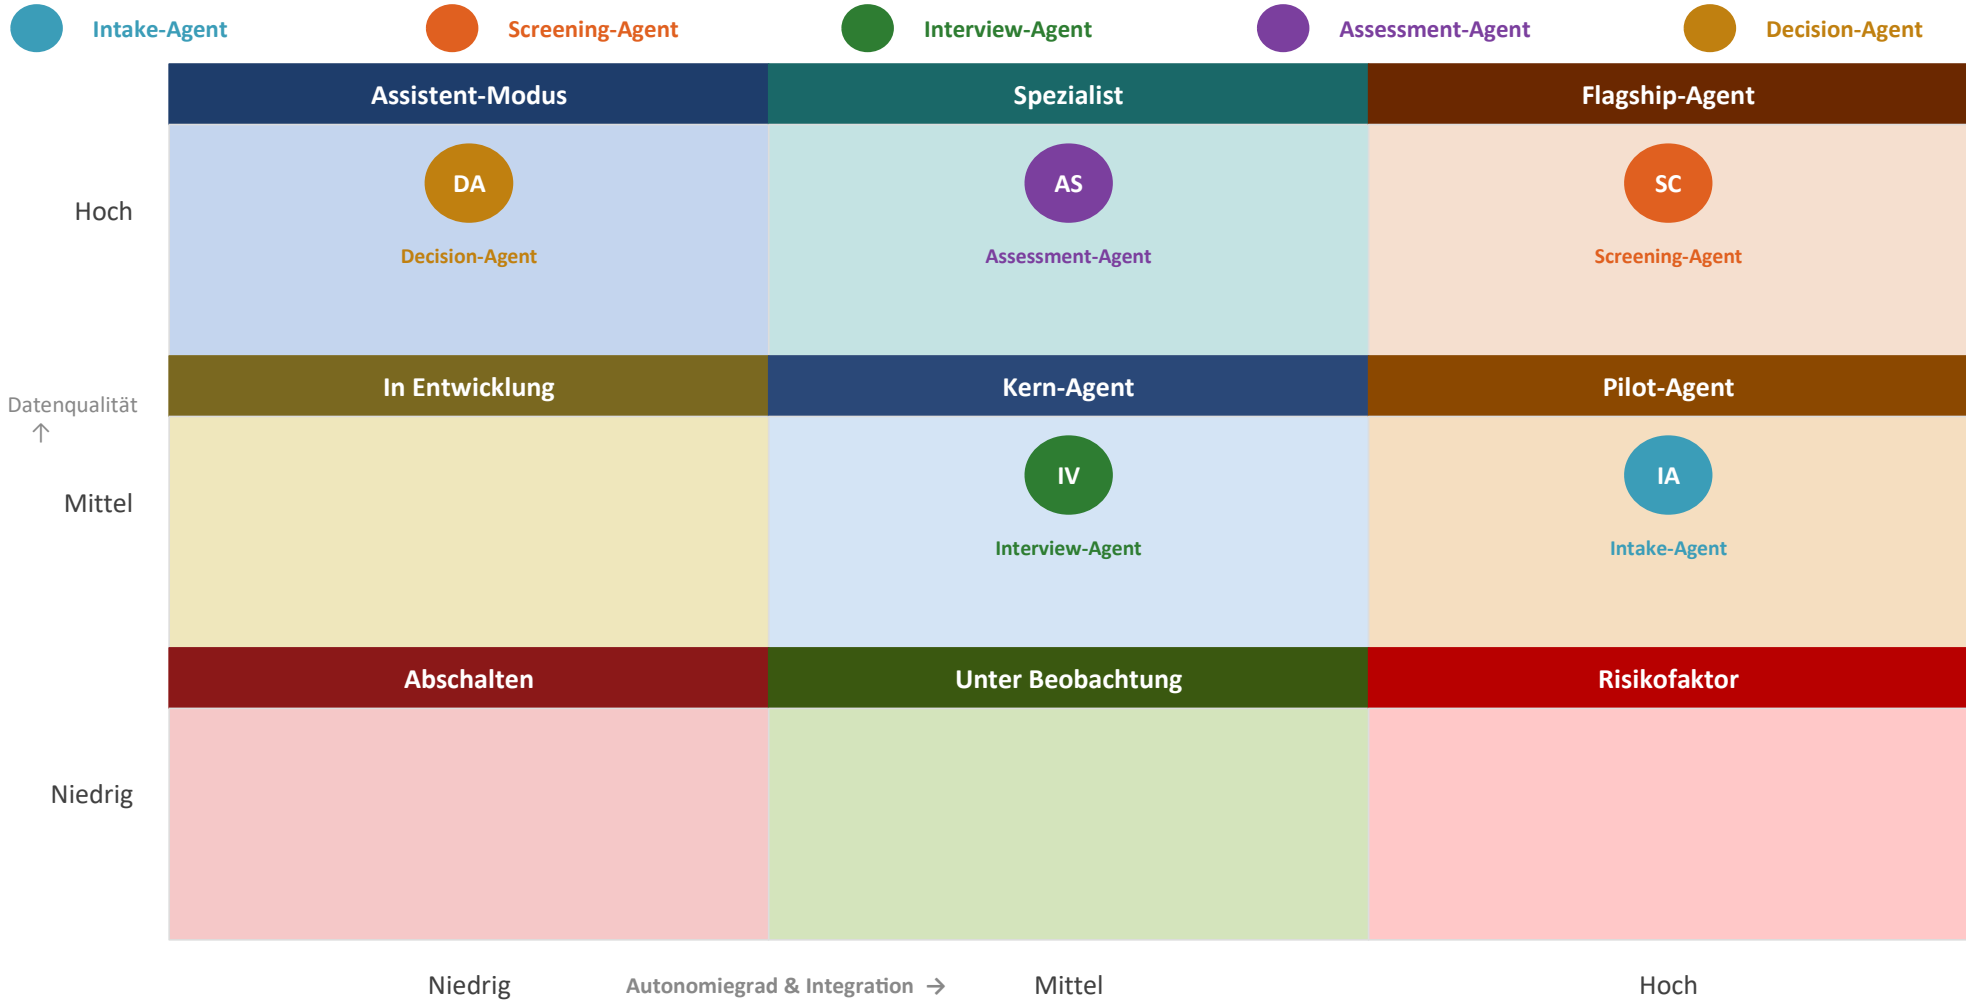 Intake-Agent
Screening-Agent
Interview-Agent
Assessment-Agent
Decision-Agent
Assistent-Modus
Spezialist
Flagship-Agent
Hoch
DA
Decision-Agent
AS
Assessment-Agent
SC
Screening-Agent
In Entwicklung
Kern-Agent
Pilot-Agent
Datenqualität
↑
Mittel
IV
Interview-Agent
IA
Intake-Agent
Abschalten
Unter Beobachtung
Risikofaktor
Niedrig
Niedrig
Autonomiegrad & Integration →
Mittel
Hoch